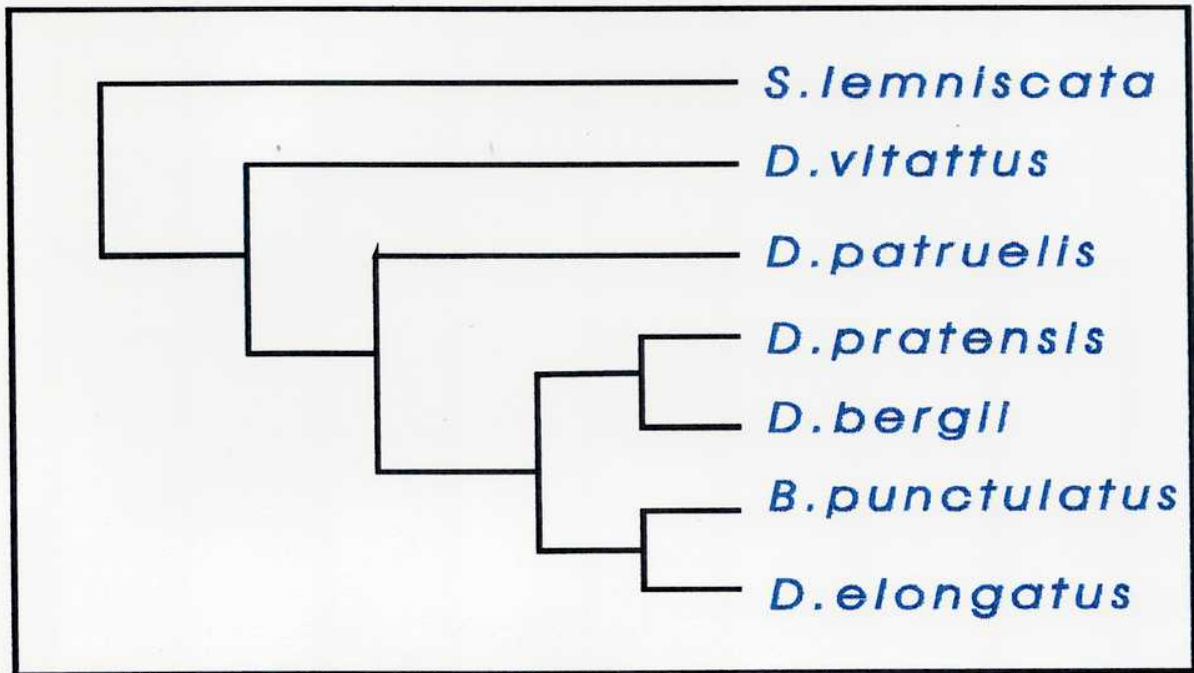 S.lemniscata
D.vitattus
D.patruelis
D.pratensis
D.bergii
B.punctulatus
D.elongatus